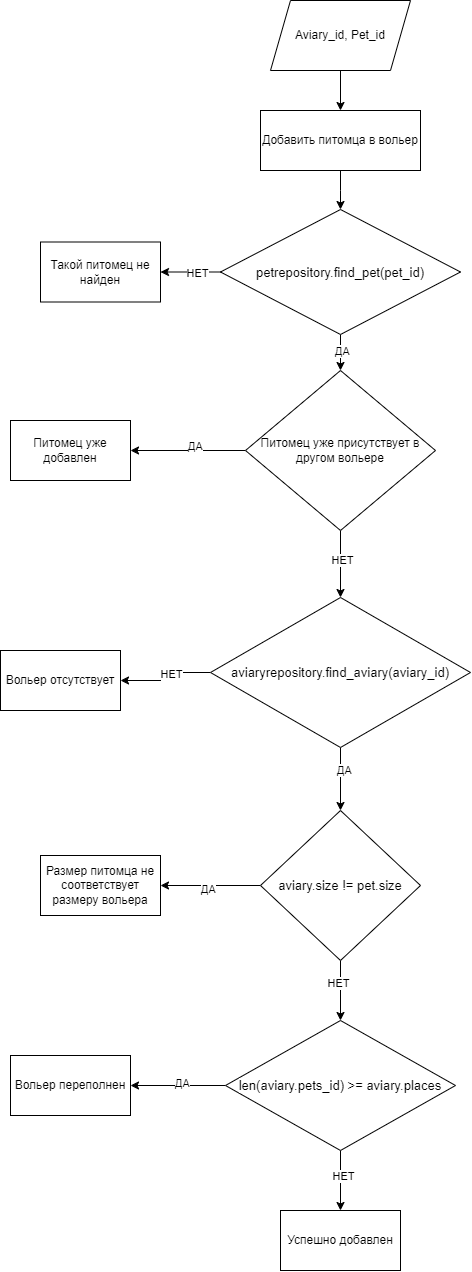 Aviary_id, Pet_id
Добавить питомца в вольер
petrepository.find_pet(pet_id)
НЕТ
Такой питомец не
найден
ДА
Питомец уже присутствует в
другом вольере
ДА
Питомец уже
добавлен
НЕТ
aviaryrepository.find_aviary(aviary_id)
НЕТ
Вольер отсутствует
ДА
aviary.size != pet.size
ДА
Размер питомца не
соответствует
размеру вольера
НЕТ
len(aviary.pets_id) >= aviary.places
ДА
Вольер переполнен
НЕТ
Успешно добавлен